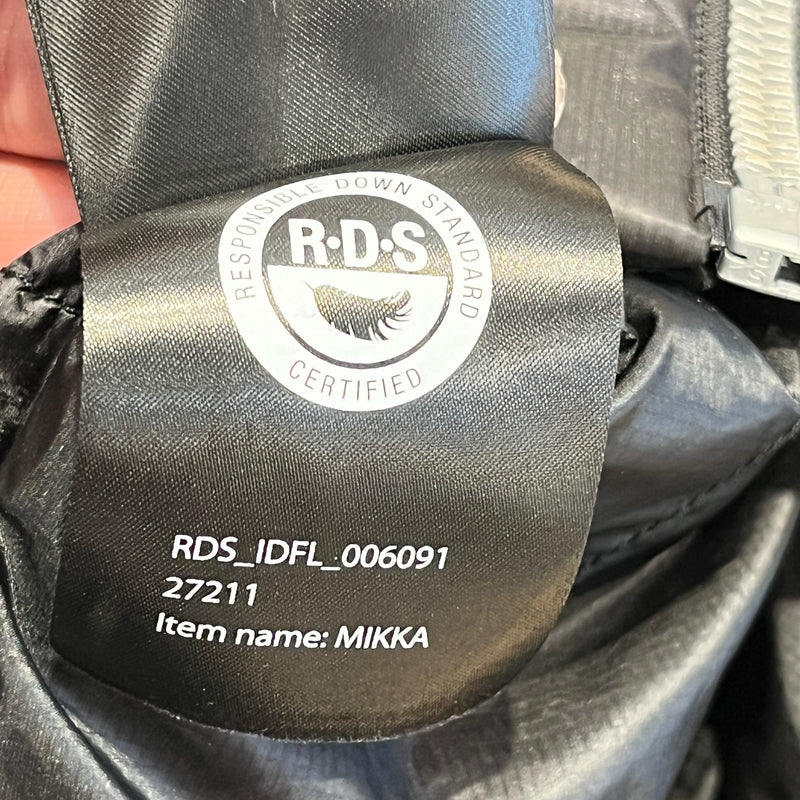 RESPONSIBLE DOWN STANDARD
R·D·S
CERTIFIED
RDS_IDFL_006091
27211
Item name: MIKKA